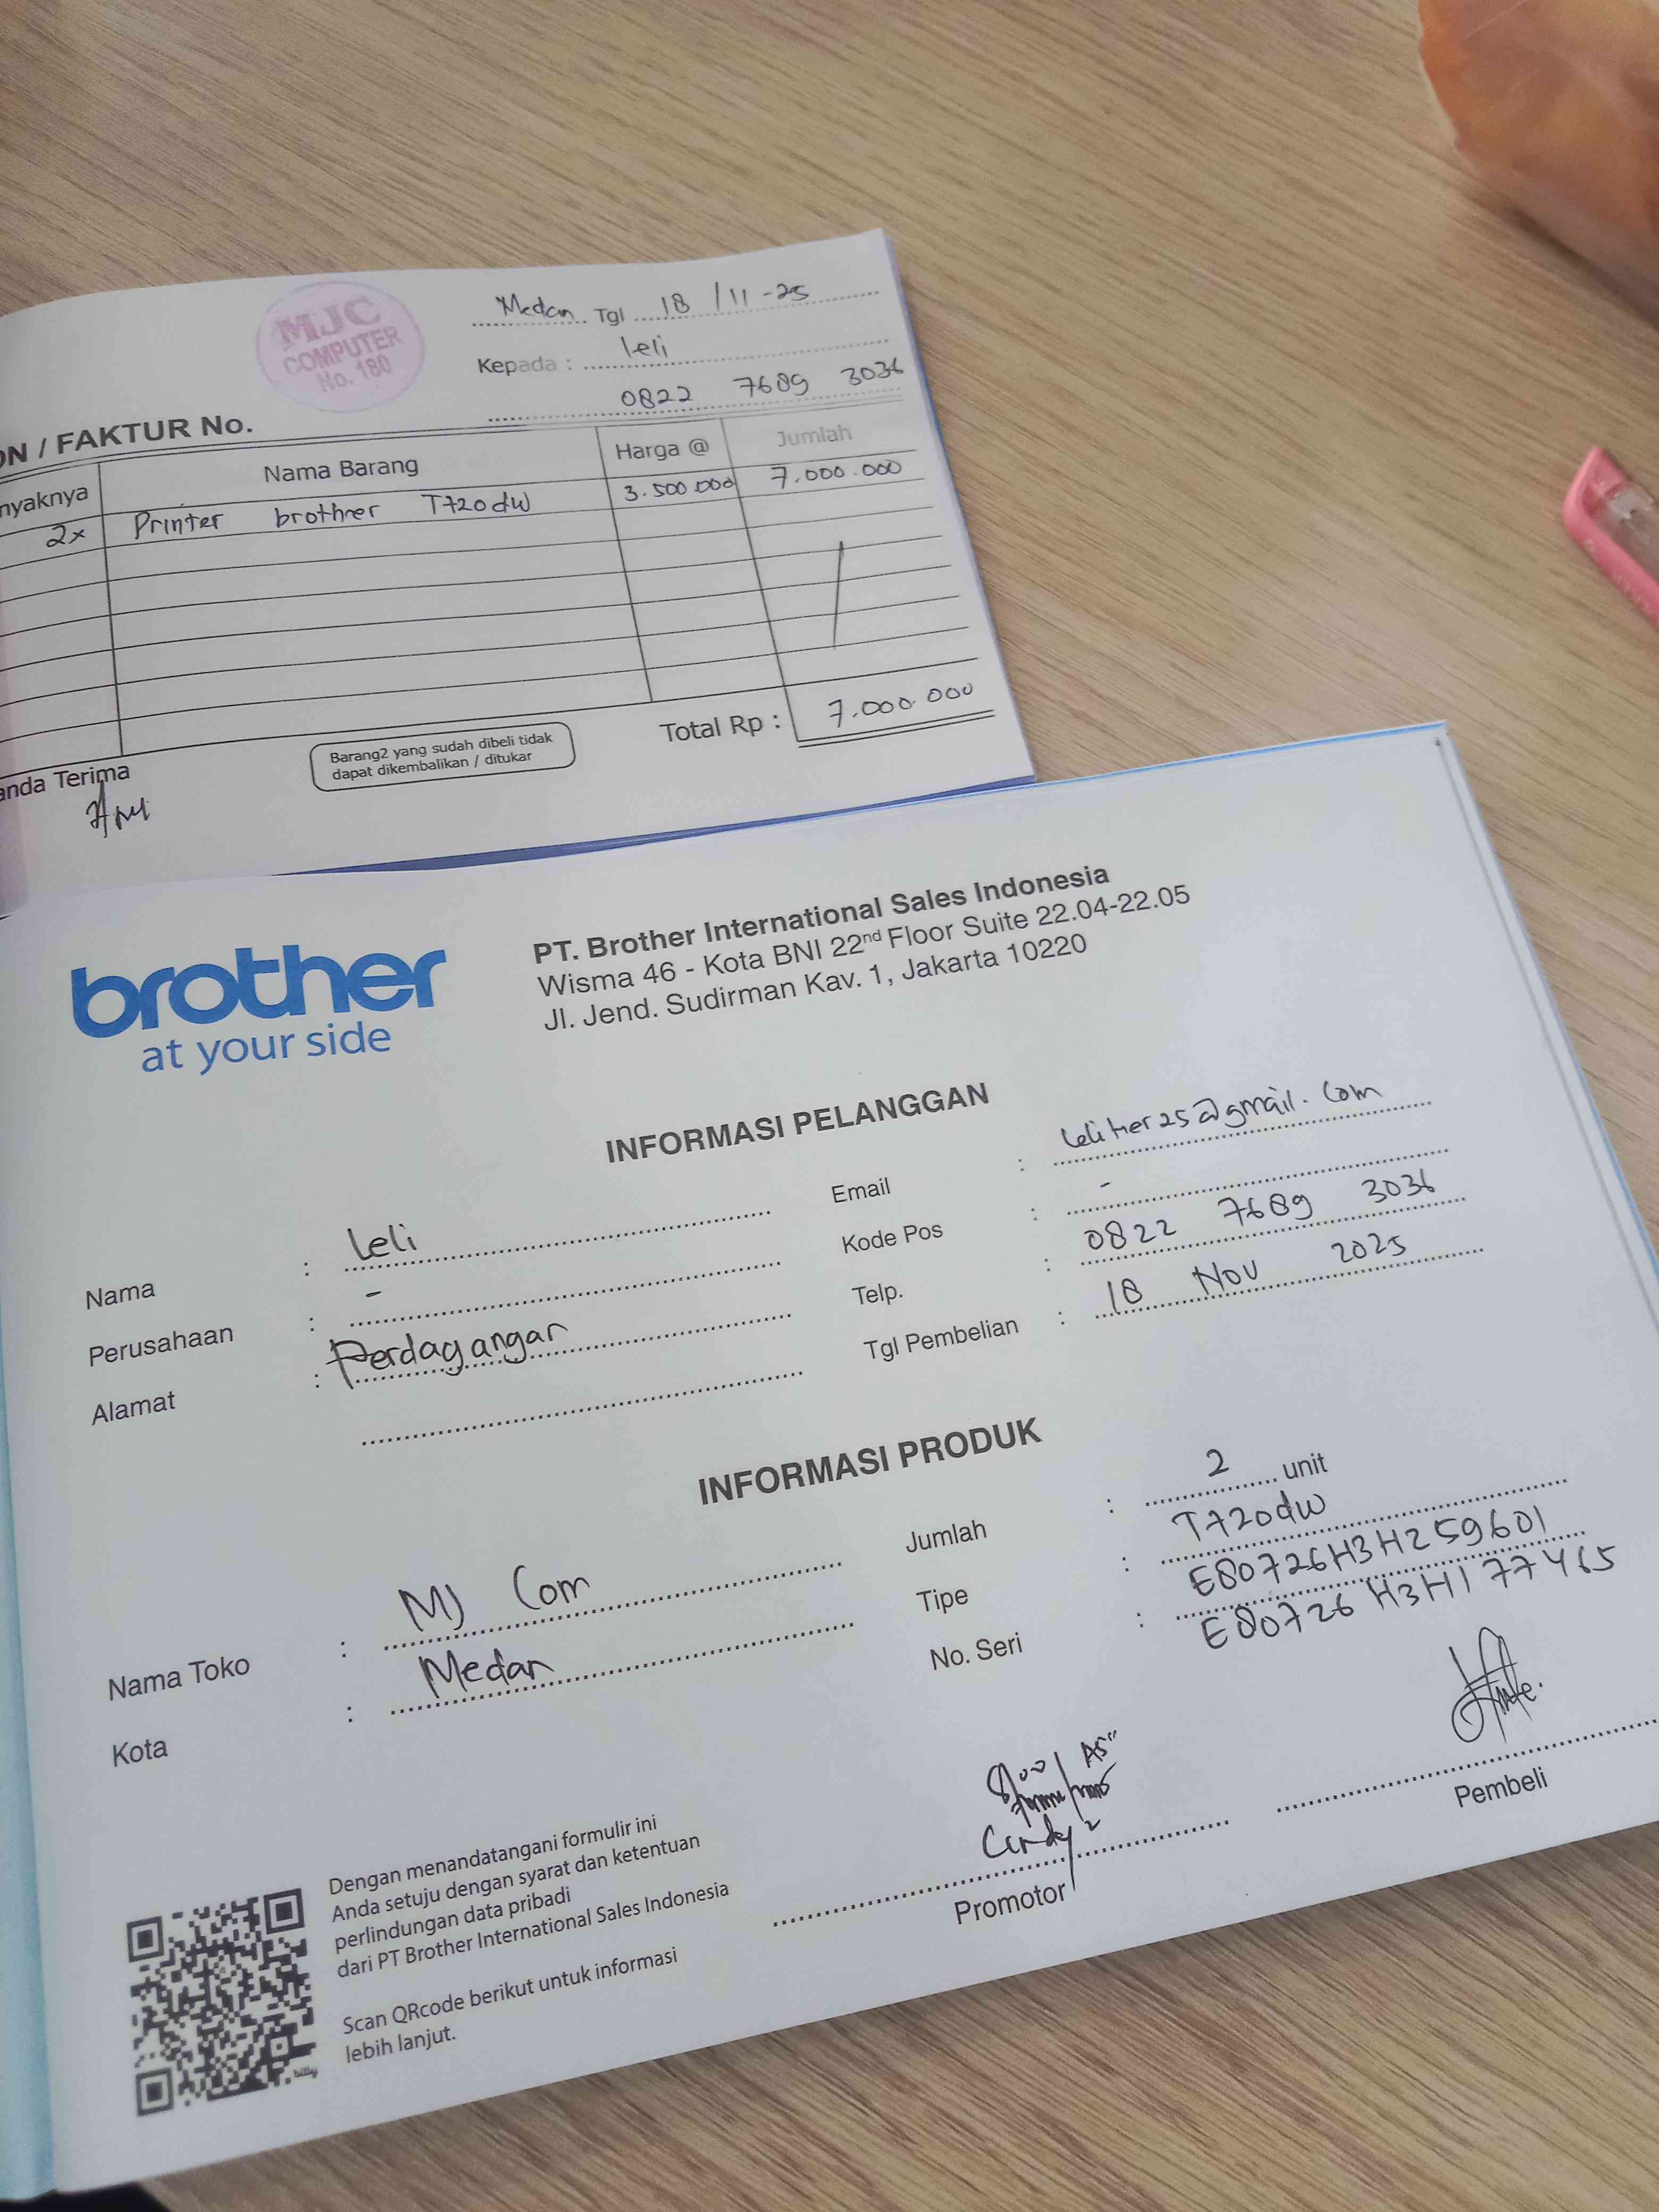 MJC
COMPUTER
No. 180
Medan Tgl 18 / 11 - 25
Kepada : leli
0822 7689 3036
ON / FAKTUR No.
nyaknya Nama Barang Harga @ Jumlah
2x Printer brother T720dw 3.500.000 7.000.000
Total Rp : 7.000.000
anda Terima
Barang2 yang sudah dibeli tidak
dapat dikembalikan / ditukar
brother
at your side
PT. Brother International Sales Indonesia
Wisma 46 - Kota BNI 22nd Floor Suite 22.04-22.05
Jl. Jend. Sudirman Kav. 1, Jakarta 10220
INFORMASI PELANGGAN
Nama : leli
Perusahaan : -
Alamat : Perdagangan
Email : leliher25@gmail.com
Kode Pos : -
Telp. : 0822 7689 3036
Tgl Pembelian : 18 Nov 2025
INFORMASI PRODUK
Nama Toko : MJ Com
Kota : Medan
Jumlah : 2 unit
Tipe : T720dw
No. Seri : E80726H3H259601
E80726H3H177465
Cindy
Promotor
Pembeli
Dengan menandatangani formulir ini
Anda setuju dengan syarat dan ketentuan
perlindungan data pribadi
dari PT Brother International Sales Indonesia
Scan QRcode berikut untuk informasi
lebih lanjut.